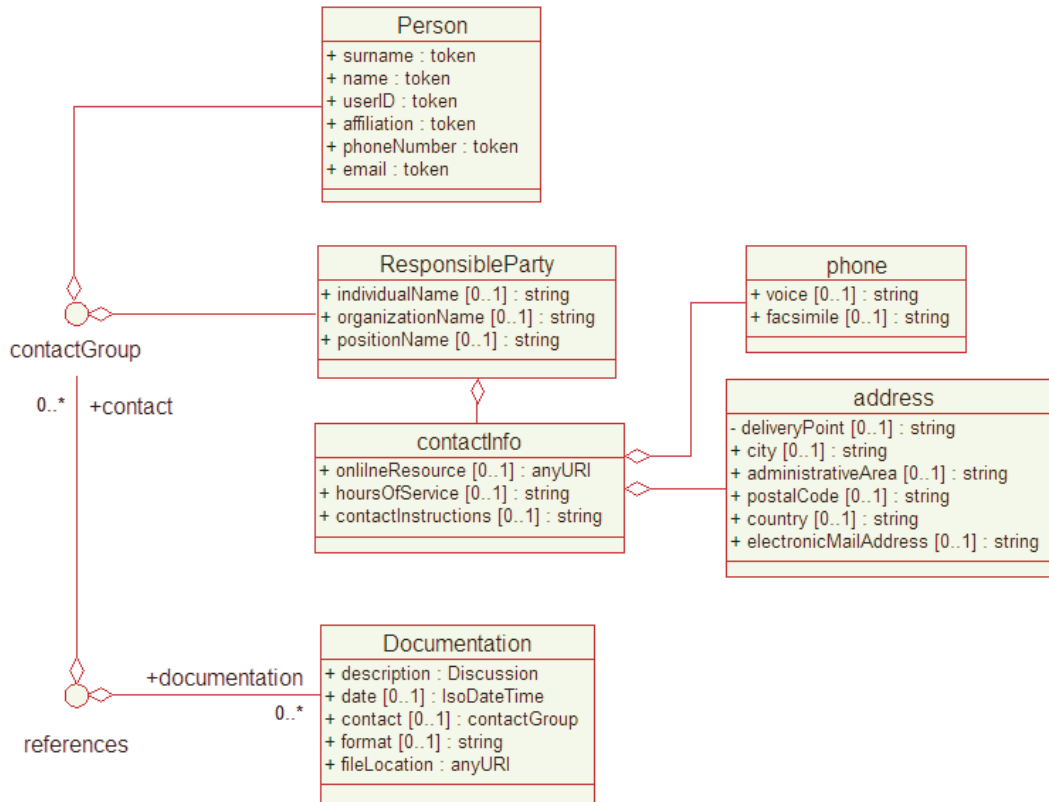 Person
+ surname : token
+ name : token
+ userID : token
+ affiliation : token
+ phoneNumber : token
+ email : token
ResponsibleParty
+ individualName [0..1] : string
+ organizationName [0..1] : string
+ positionName [0..1] : string
phone
+ voice [0..1] : string
+ facsimile [0..1] : string
contactGroup
0..*
+contact
contactInfo
+ onlilneResource [0..1] : anyURI
+ hoursOfService [0..1] : string
+ contactInstructions [0..1] : string
address
- deliveryPoint [0..1] : string
+ city [0..1] : string
+ administrativeArea [0..1] : string
+ postalCode [0..1] : string
+ country [0..1] : string
+ electronicMailAddress [0..1] : string
Documentation
+ description : Discussion
+ date [0..1] : IsoDateTime
+ contact [0..1] : contactGroup
+ format [0..1] : string
+ fileLocation : anyURI
+documentation
0..*
references